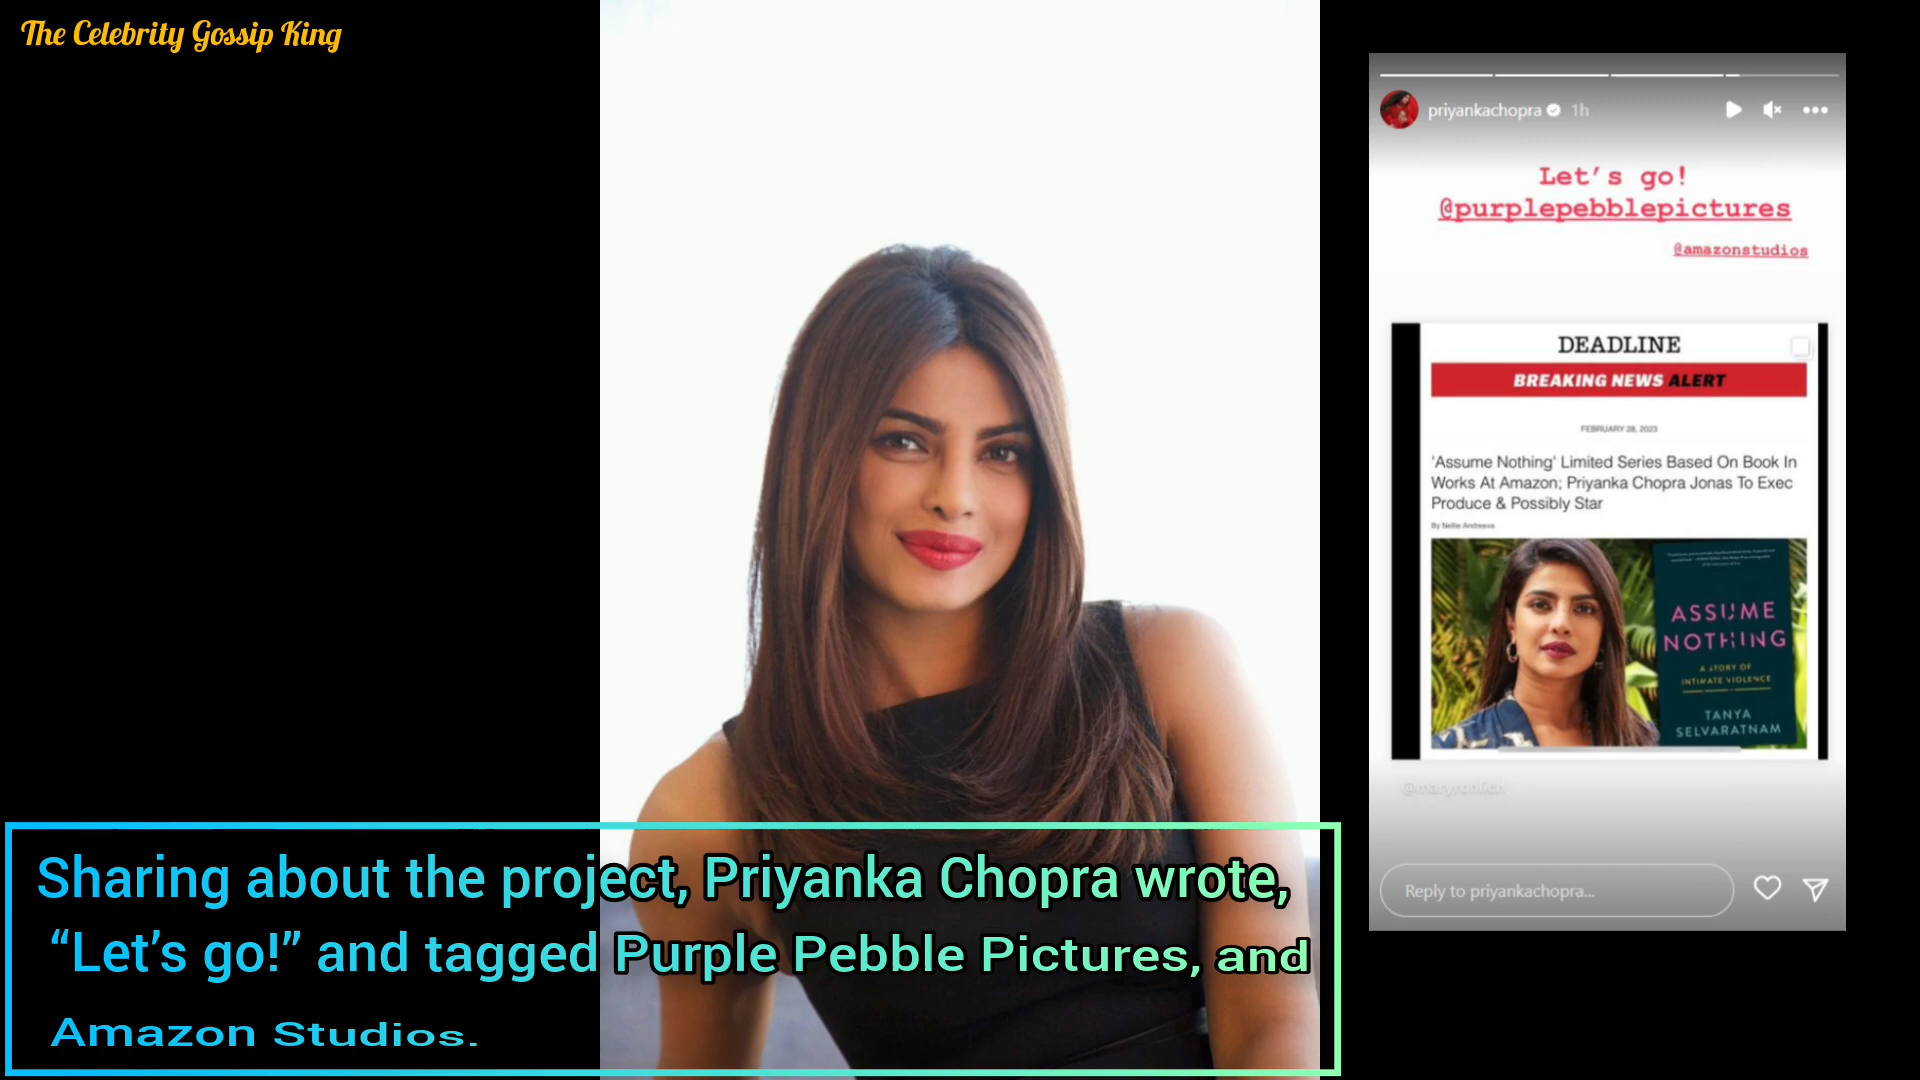 The Celebrity Gossip King
priyankachopra 1h
Let's go!
@purplepebblepictures
@amazonstudios
DEADLINE
BREAKING NEWS ALERT
FEBRUARY 28, 2023
'Assume Nothing' Limited Series Based On Book In
Works At Amazon; Priyanka Chopra Jonas To Exec
Produce & Possibly Star
By Nellie Andreeva
ASSUME
NOTHING
A STORY OF
INTIMATE VIOLENCE
TANYA
SELVARATNAM
Reply to priyankachopra...
Sharing about the project, Priyanka Chopra wrote,
“Let’s go!” and tagged Purple Pebble Pictures, and
Amazon Studios.